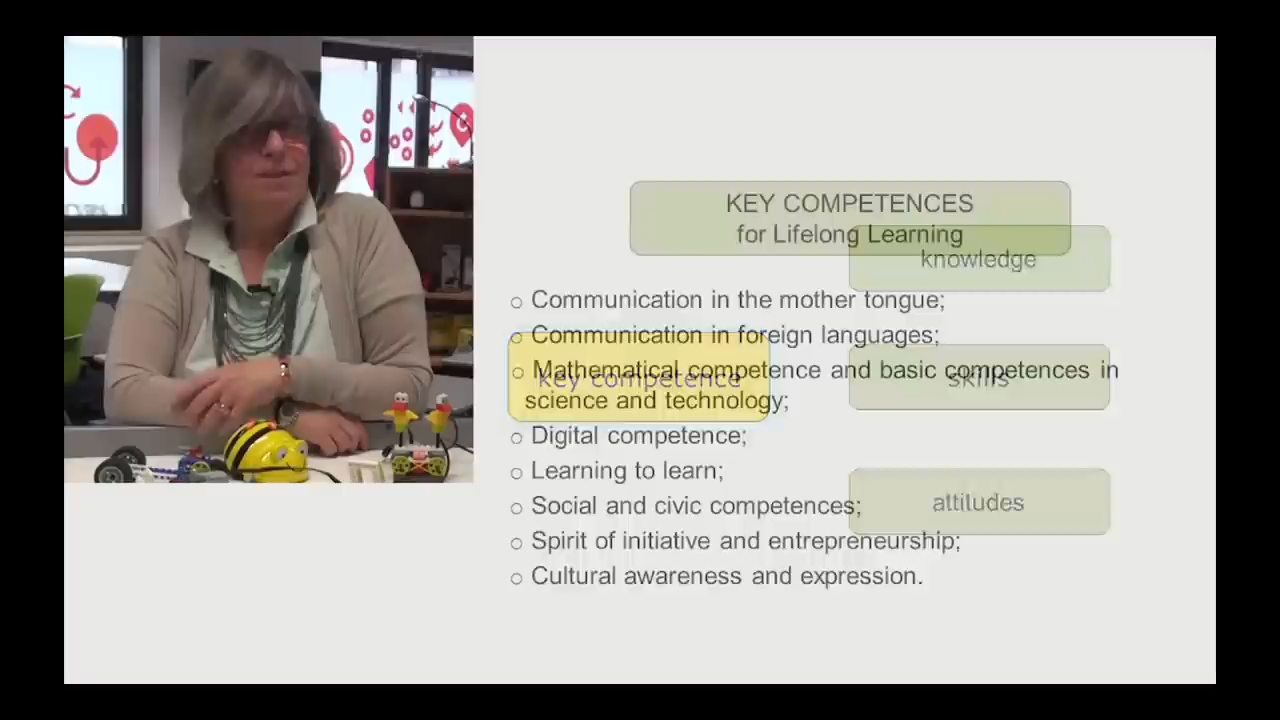 KEY COMPETENCES
for Lifelong Learning
knowledge
○ Communication in the mother tongue;
○ Communication in foreign languages;
○ Mathematical competence and basic competences in
science and technology;
key competence
skills
○ Digital competence;
○ Learning to learn;
○ Social and civic competences;
attitudes
○ Spirit of initiative and entrepreneurship;
○ Cultural awareness and expression.